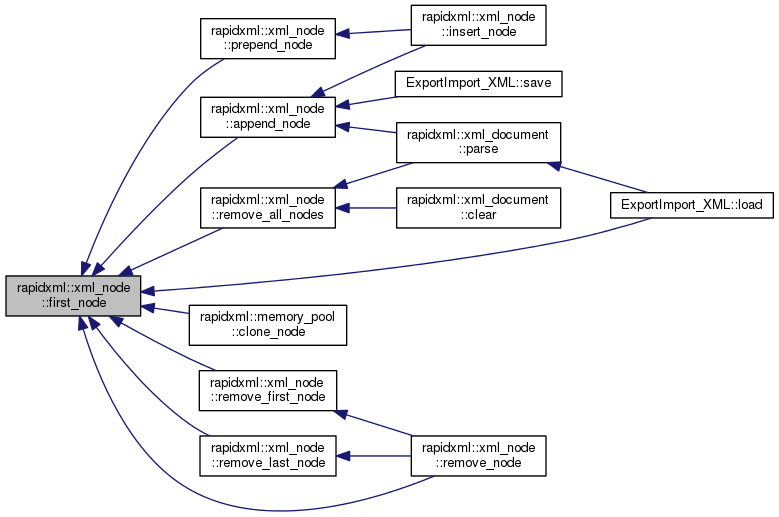 rapidxml::xml_node
::prepend_node
rapidxml::xml_node
::insert_node
ExportImport_XML::save
rapidxml::xml_node
::append_node
rapidxml::xml_document
::parse
rapidxml::xml_node
::remove_all_nodes
rapidxml::xml_document
::clear
ExportImport_XML::load
rapidxml::xml_node
::first_node
rapidxml::memory_pool
::clone_node
rapidxml::xml_node
::remove_first_node
rapidxml::xml_node
::remove_last_node
rapidxml::xml_node
::remove_node